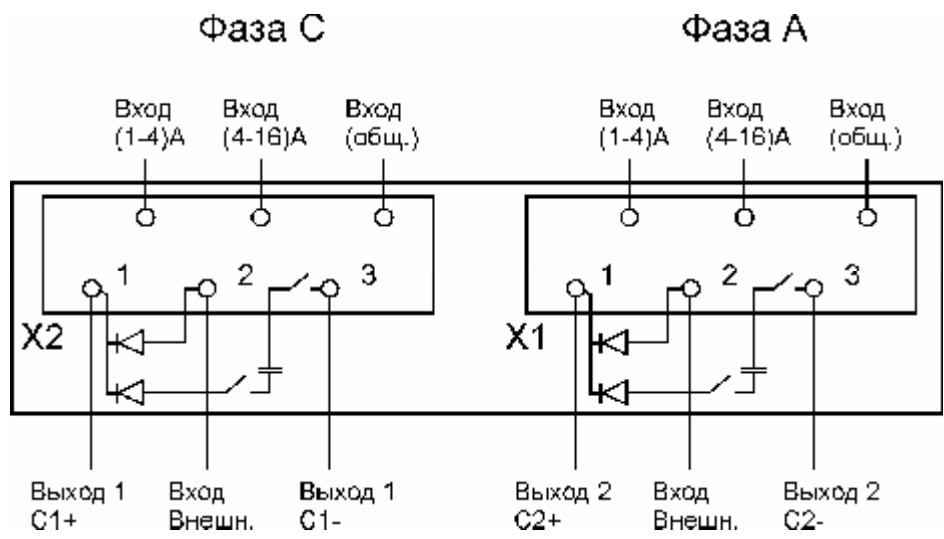 Фаза С Фаза А
Вход Вход Вход Вход Вход Вход
(1-4)А (4-16)А (общ.) (1-4)А (4-16)А (общ.)
1 2 3 1 2 3
Х2 Х1
Выход 1 Вход Выход 1 Выход 2 Вход Выход 2
С1+ Внешн. С1- С2+ Внешн. С2-